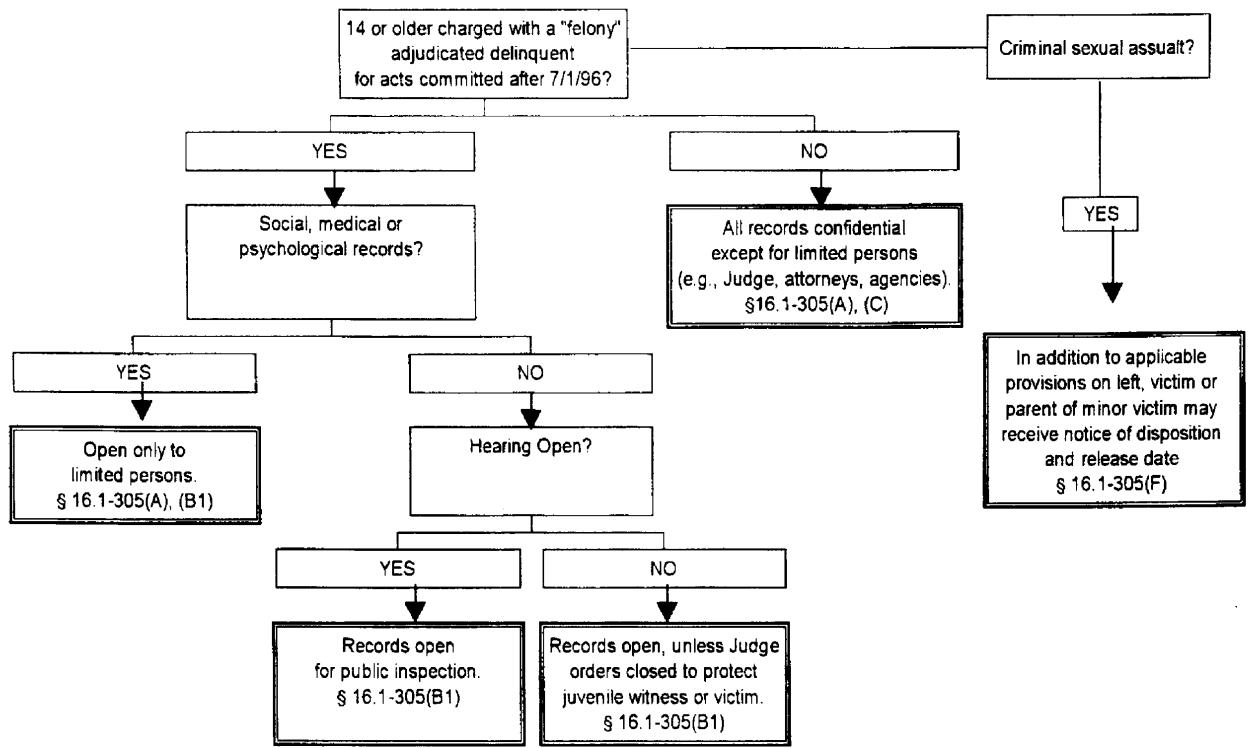 14 or older charged with a "felony"
adjudicated delinquent
for acts committed after 7/1/96?
Criminal sexual assualt?
YES
NO
YES
Social, medical or
psychological records?
All records confidential
except for limited persons
(e.g., Judge, attorneys, agencies).
§16.1-305(A), (C)
In addition to applicable
provisions on left, victim or
parent of minor victim may
receive notice of disposition
and release date
§ 16.1-305(F)
YES
NO
Open only to
limited persons.
§ 16.1-305(A), (B1)
Hearing Open?
YES
NO
Records open
for public inspection.
§ 16.1-305(B1)
Records open, unless Judge
orders closed to protect
juvenile witness or victim.
§ 16.1-305(B1)